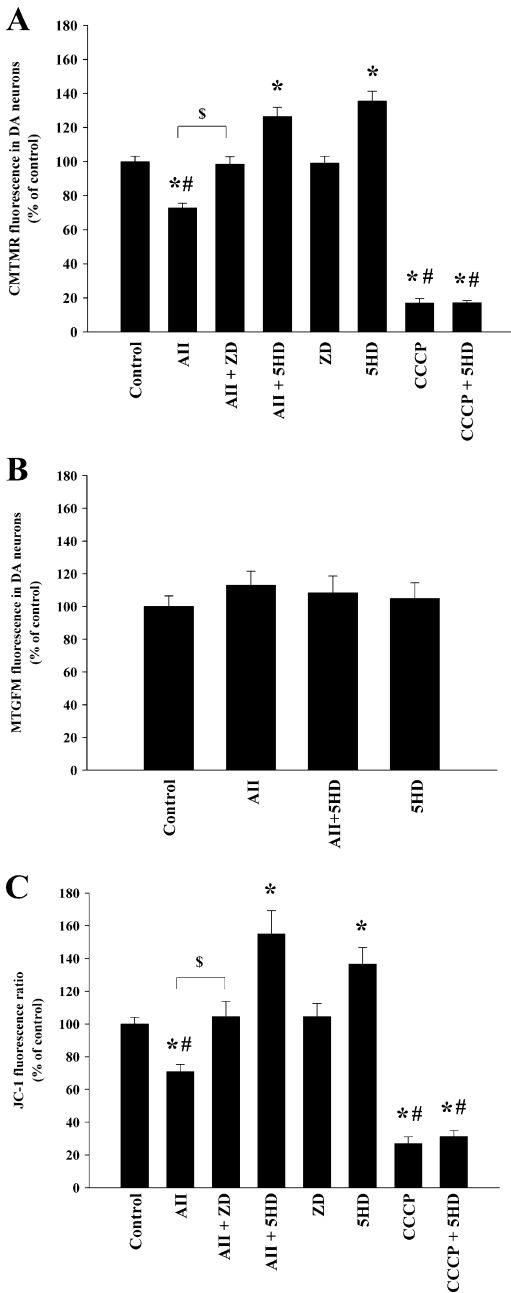 A
CMTMR fluorescence in DA neurons
(% of control)
180
160
140
120
100
80
60
40
20
0
*#
$
*
*
*#
*#
Control
AII
AII + ZD
AII + 5HD
ZD
5HD
CCCP
CCCP + 5HD
B
MTGFM fluorescence in DA neurons
(% of control)
180
160
140
120
100
80
60
40
20
0
Control
AII
AII+5HD
5HD
C
JC-1 fluorescence ratio
(% of control)
180
160
140
120
100
80
60
40
20
0
*#
$
*
*
*#
*#
Control
AII
AII + ZD
AII + 5HD
ZD
5HD
CCCP
CCCP + 5HD